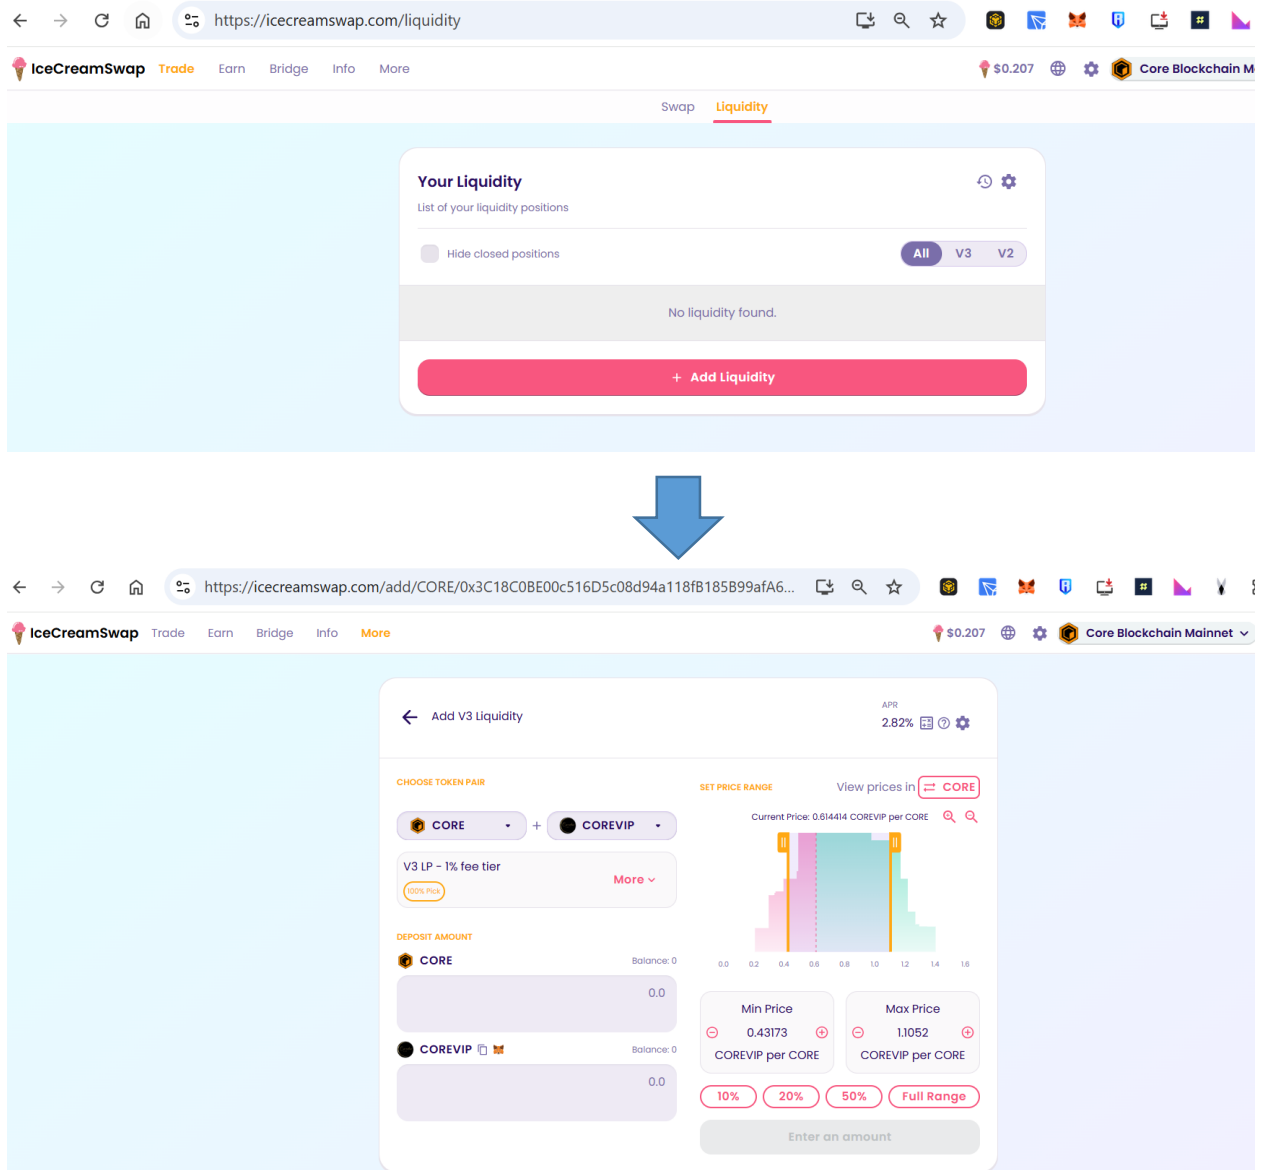 https://icecreamswap.com/liquidity
IceCreamSwap Trade Earn Bridge Info More $0.207 Core Blockchain M
Swap Liquidity
Your Liquidity
List of your liquidity positions
Hide closed positions All V3 V2
No liquidity found.
+ Add Liquidity
https://icecreamswap.com/add/CORE/0x3C18C0BE00c516D5c08d94a118fB185B99afA6...
IceCreamSwap Trade Earn Bridge Info More $0.207 Core Blockchain Mainnet
Add V3 Liquidity
APR
2.82%
CHOOSE TOKEN PAIR
CORE + COREVIP
V3 LP - 1% fee tier
100% Pick
More
DEPOSIT AMOUNT
CORE Balance: 0
0.0
COREVIP Balance: 0
0.0
SET PRICE RANGE View prices in CORE
Current Price: 0.614414 COREVIP per CORE
0.0 0.2 0.4 0.6 0.8 1.0 1.2 1.4 1.6
Min Price
0.43173
COREVIP per CORE
Max Price
1.1052
COREVIP per CORE
10% 20% 50% Full Range
Enter an amount